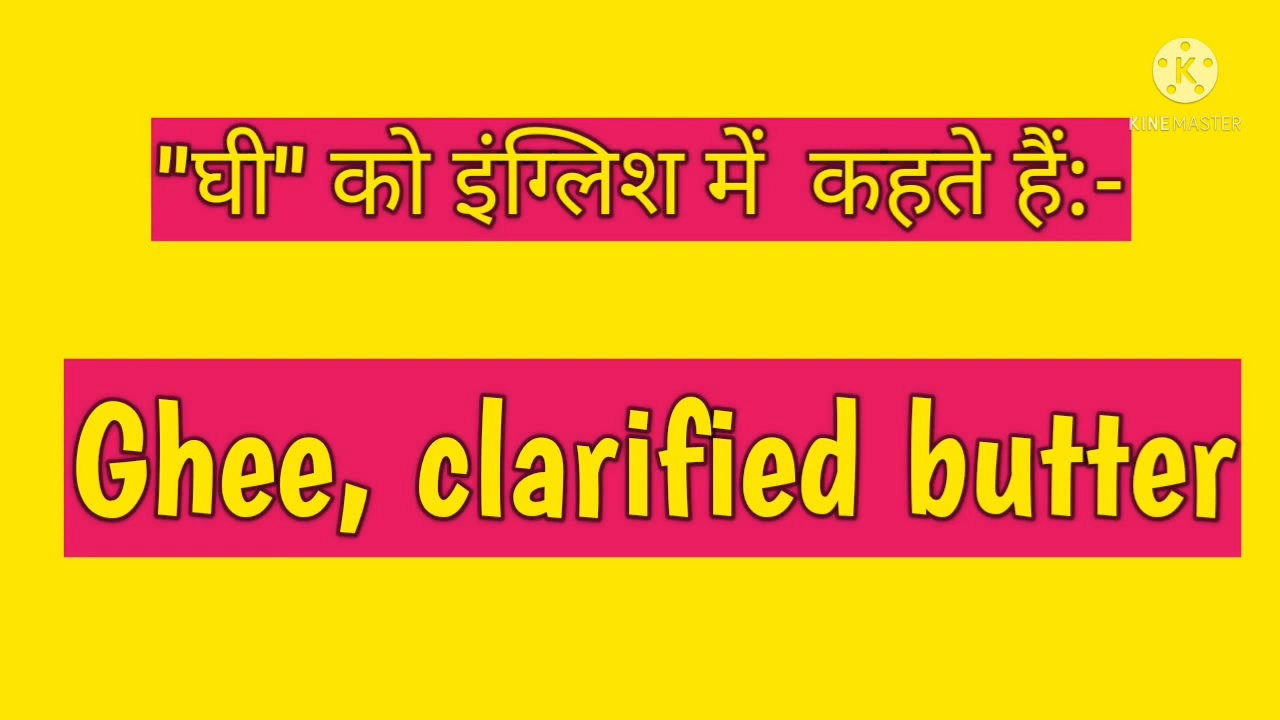 KINEMASTER
"घी" को इंग्लिश में कहते हैं:-
Ghee, clarified butter